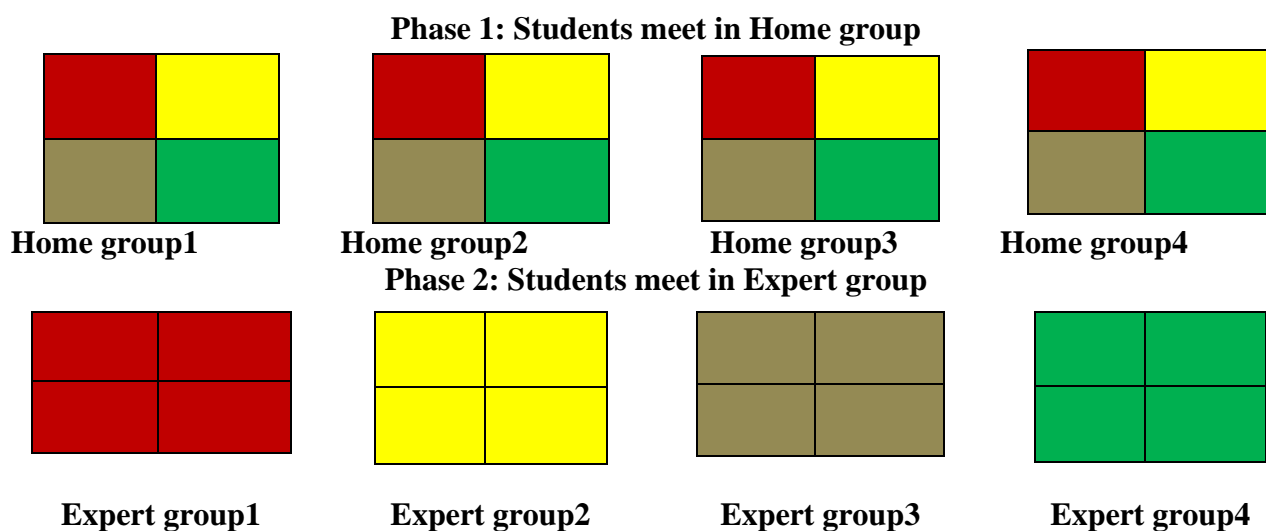 Phase 1: Students meet in Home group
Home group1 Home group2 Home group3 Home group4
Phase 2: Students meet in Expert group
Expert group1 Expert group2 Expert group3 Expert group4